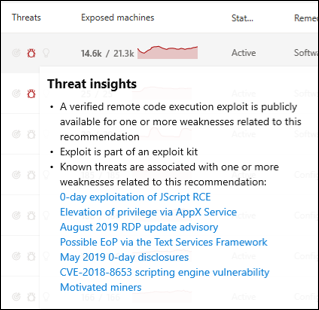 Threats Exposed machines Stat... Remed
14.6k / 21.3k Active Softwa
Threat insights
• A verified remote code execution exploit is publicly
available for one or more weaknesses related to this
recommendation
• Exploit is part of an exploit kit
• Known threats are associated with one or more
weaknesses related to this recommendation:
0-day exploitation of JScript RCE
Elevation of privilege via AppX Service
August 2019 RDP update advisory
Possible EoP via the Text Services Framework
May 2019 0-day disclosures
CVE-2018-8653 scripting engine vulnerability
Motivated miners